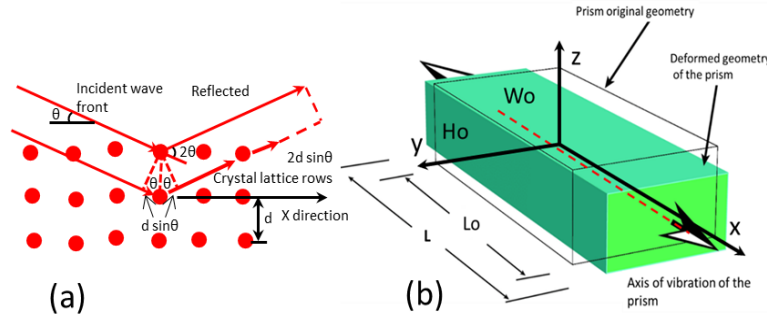 Incident wave
front
Reflected
θ
2θ
2d sinθ
Crystal lattice rows
θ θ
d sinθ
X direction
d
(a)
(b)
Prism original geometry
Deformed geometry
of the prism
z
Wo
Ho
y
x
Lo
L
Axis of vibration of the
prism